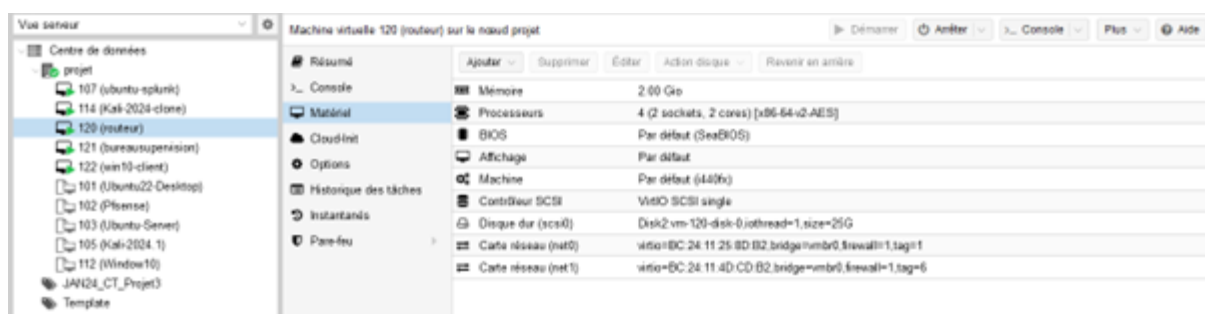 Vue serveur
Centre de données
projet
107 (ubuntu-splunk)
114 (Kali-2024-clone)
120 (routeur)
121 (bureausupervision)
122 (win10-client)
101 (Ubuntu22-Desktop)
102 (Pfsense)
103 (Ubuntu-Server)
105 (Kali-2024.1)
112 (Window10)
JAN24_CT_Projet3
Template
Machine virtuelle 120 (routeur) sur le nœud projet
Démarrer
Arrêter
Console
Plus
Aide
Résumé
Console
Matériel
Cloud-Init
Options
Historique des tâches
Instantanés
Pare-feu
Ajouter Supprimer Éditer Action disque Revenir en arrière
Mémoire 2.00 Gio
Processeurs 4 (2 sockets, 2 cores) [x86-64-v2-AES]
BIOS Par défaut (SeaBIOS)
Affichage Par défaut
Machine Par défaut (i440fx)
Contrôleur SCSI VirtIO SCSI single
Disque dur (scsi0) Disk2:vm-120-disk-0,iothread=1,size=25G
Carte réseau (net0) virtio=BC:24:11:25:8D:B2,bridge=vmbr0,firewall=1,tag=1
Carte réseau (net1) virtio=BC:24:11:4D:CD:B2,bridge=vmbr0,firewall=1,tag=6